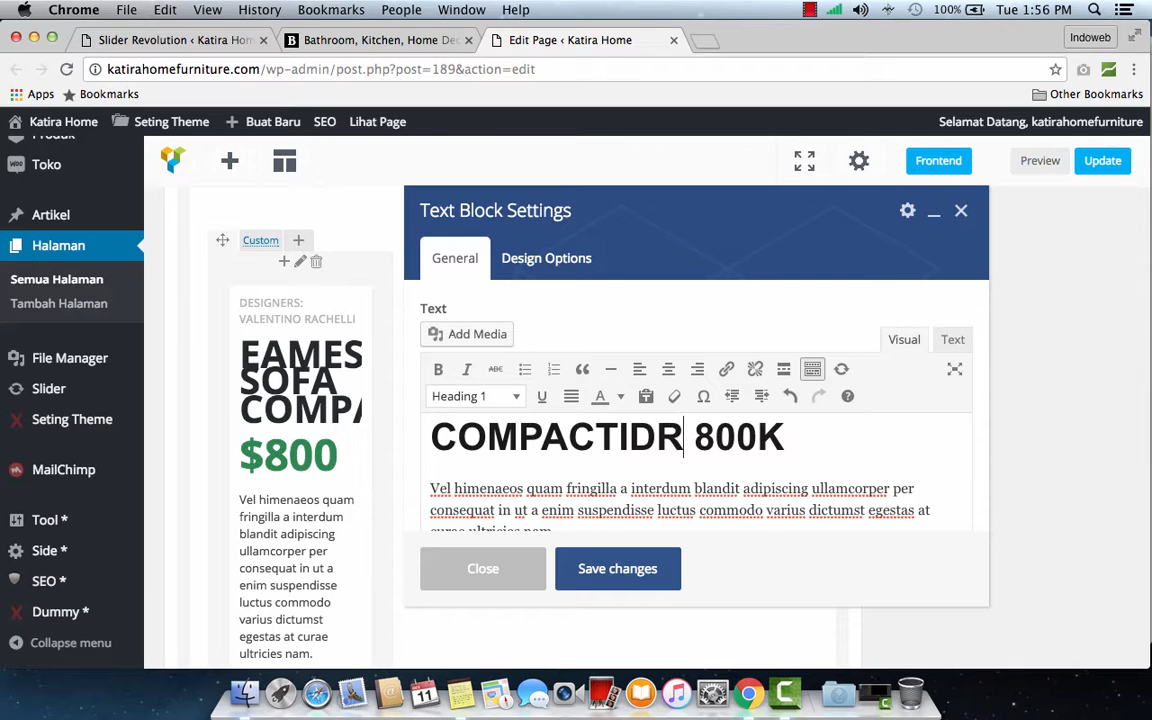 Chrome File Edit View History Bookmarks People Window Help 100% Tue 1:56 PM
Slider Revolution ‹ Katira Hom × Bathroom, Kitchen, Home Dec × Edit Page ‹ Katira Home × Indoweb
katirahomefurniture.com/wp-admin/post.php?post=189&action=edit
Apps Bookmarks Other Bookmarks
Katira Home Seting Theme Buat Baru SEO Lihat Page Selamat Datang, katirahomefurniture
Produk
Toko
Artikel
Halaman
Semua Halaman
Tambah Halaman
File Manager
Slider
Seting Theme
MailChimp
Tool *
Side *
SEO *
Dummy *
Collapse menu
Frontend Preview Update
Custom
DESIGNERS:
VALENTINO RACHELLI
EAMES
SOFA
COMPA
$800
Vel himenaeos quam
fringilla a interdum
blandit adipiscing
ullamcorper per
consequat in ut a
enim suspendisse
luctus commodo
varius dictumst
egestas at curae
ultricies nam.
Text Block Settings
General Design Options
Text
Add Media
Visual Text
B I ABC
Heading 1 U A Ω
COMPACTIDR 800K
Vel himenaeos quam fringilla a interdum blandit adipiscing ullamcorper per
consequat in ut a enim suspendisse luctus commodo varius dictumst egestas at
curae ultricies nam.
Close Save changes